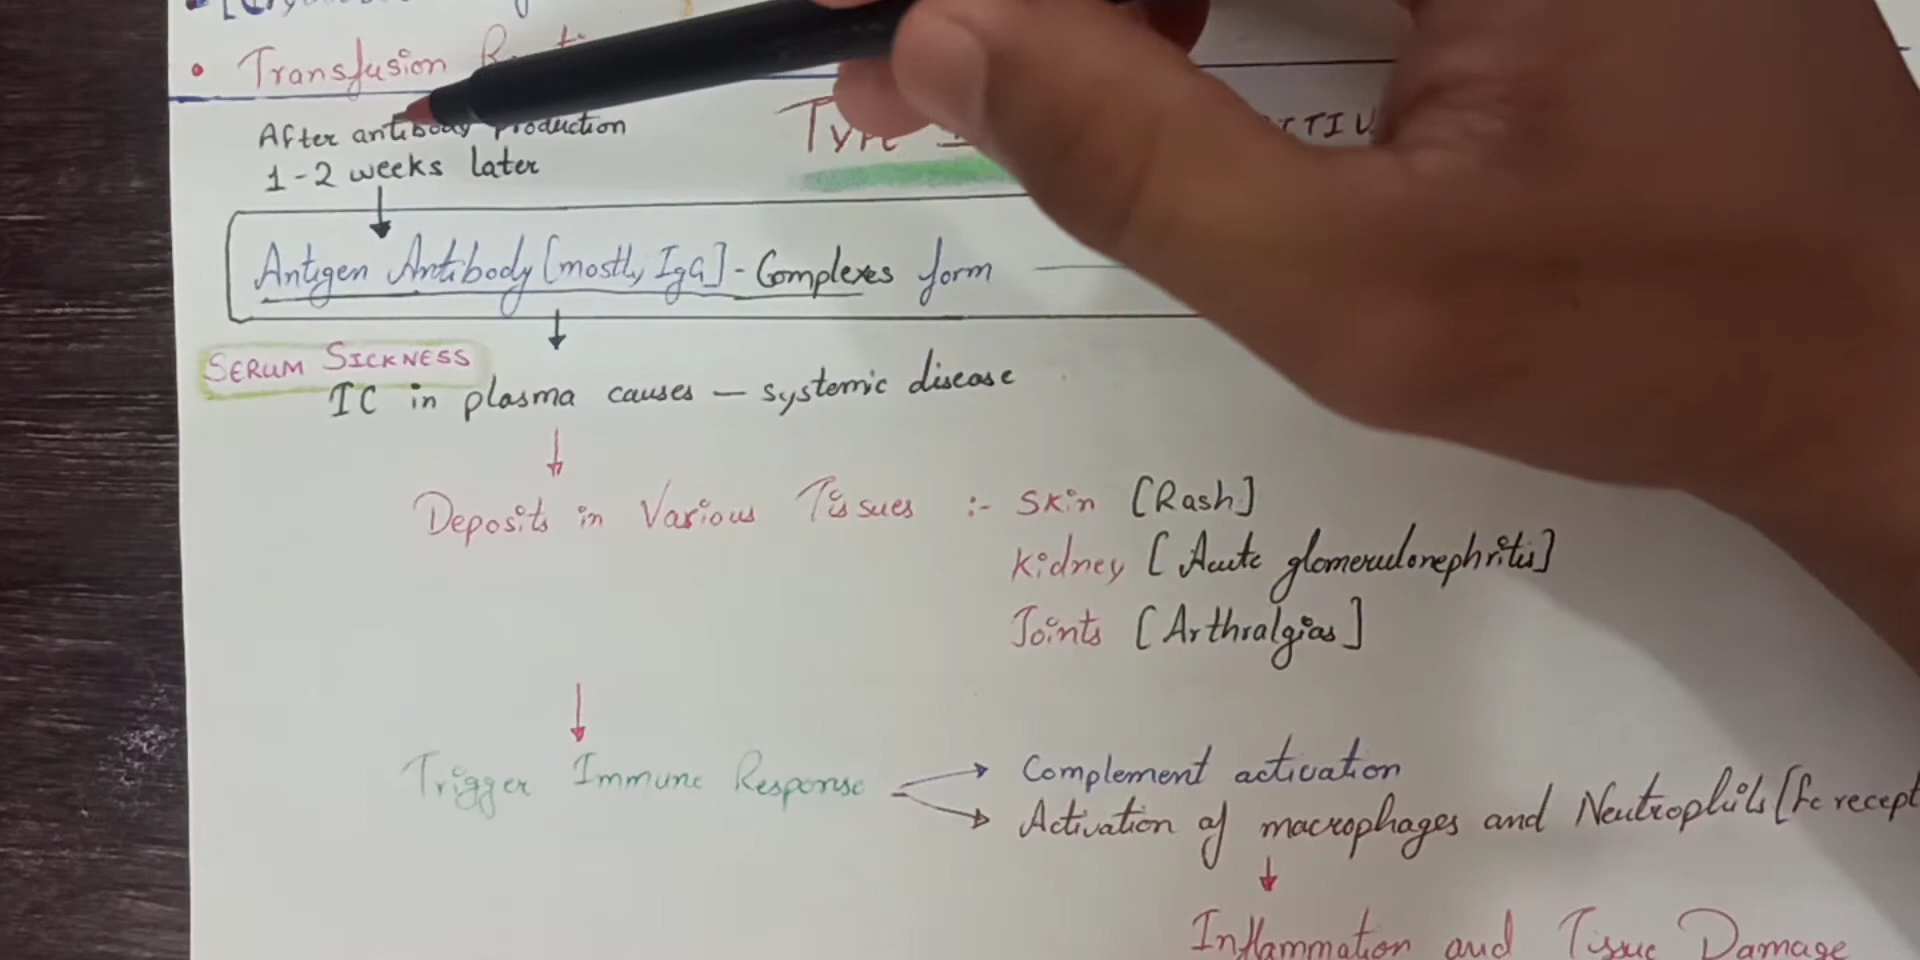 • Transfusion
After antibody production
1-2 weeks later
Type
Antigen Antibody [mostly IgG] - Complexes form
SERUM SICKNESS
IC in plasma causes — systemic disease
Deposits in Various Tissues :- Skin [Rash]
Kidney [Acute glomerulonephritis]
Joints [Arthralgias]
Trigger Immune Response
Complement activation
Activation of macrophages and Neutrophils [Fc recept
Inflammation and Tissue Damage